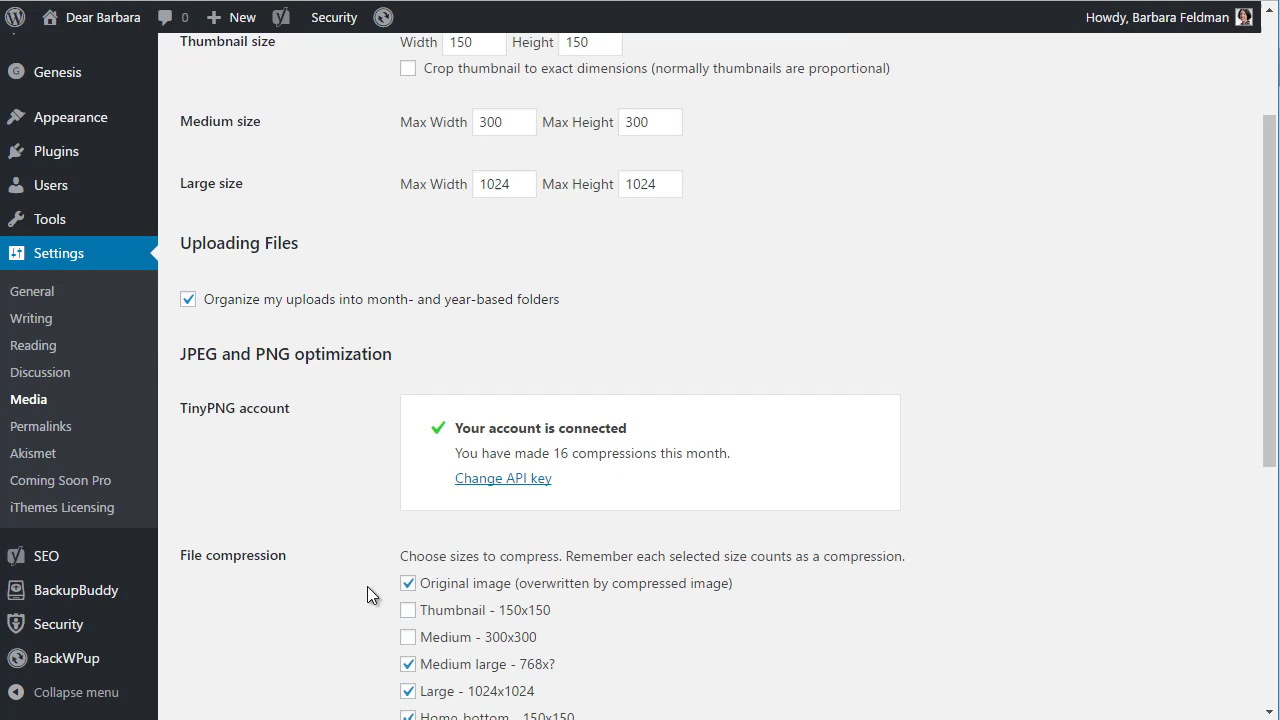 Dear Barbara 0 New Security Howdy, Barbara Feldman
Genesis
Appearance
Plugins
Users
Tools
Settings
General
Writing
Reading
Discussion
Media
Permalinks
Akismet
Coming Soon Pro
iThemes Licensing
SEO
BackupBuddy
Security
BackWPup
Collapse menu
Thumbnail size Width 150 Height 150
Crop thumbnail to exact dimensions (normally thumbnails are proportional)
Medium size Max Width 300 Max Height 300
Large size Max Width 1024 Max Height 1024
Uploading Files
Organize my uploads into month- and year-based folders
JPEG and PNG optimization
TinyPNG account
Your account is connected
You have made 16 compressions this month.
Change API key
File compression Choose sizes to compress. Remember each selected size counts as a compression.
Original image (overwritten by compressed image)
Thumbnail - 150x150
Medium - 300x300
Medium large - 768x?
Large - 1024x1024
Home-bottom - 150x150